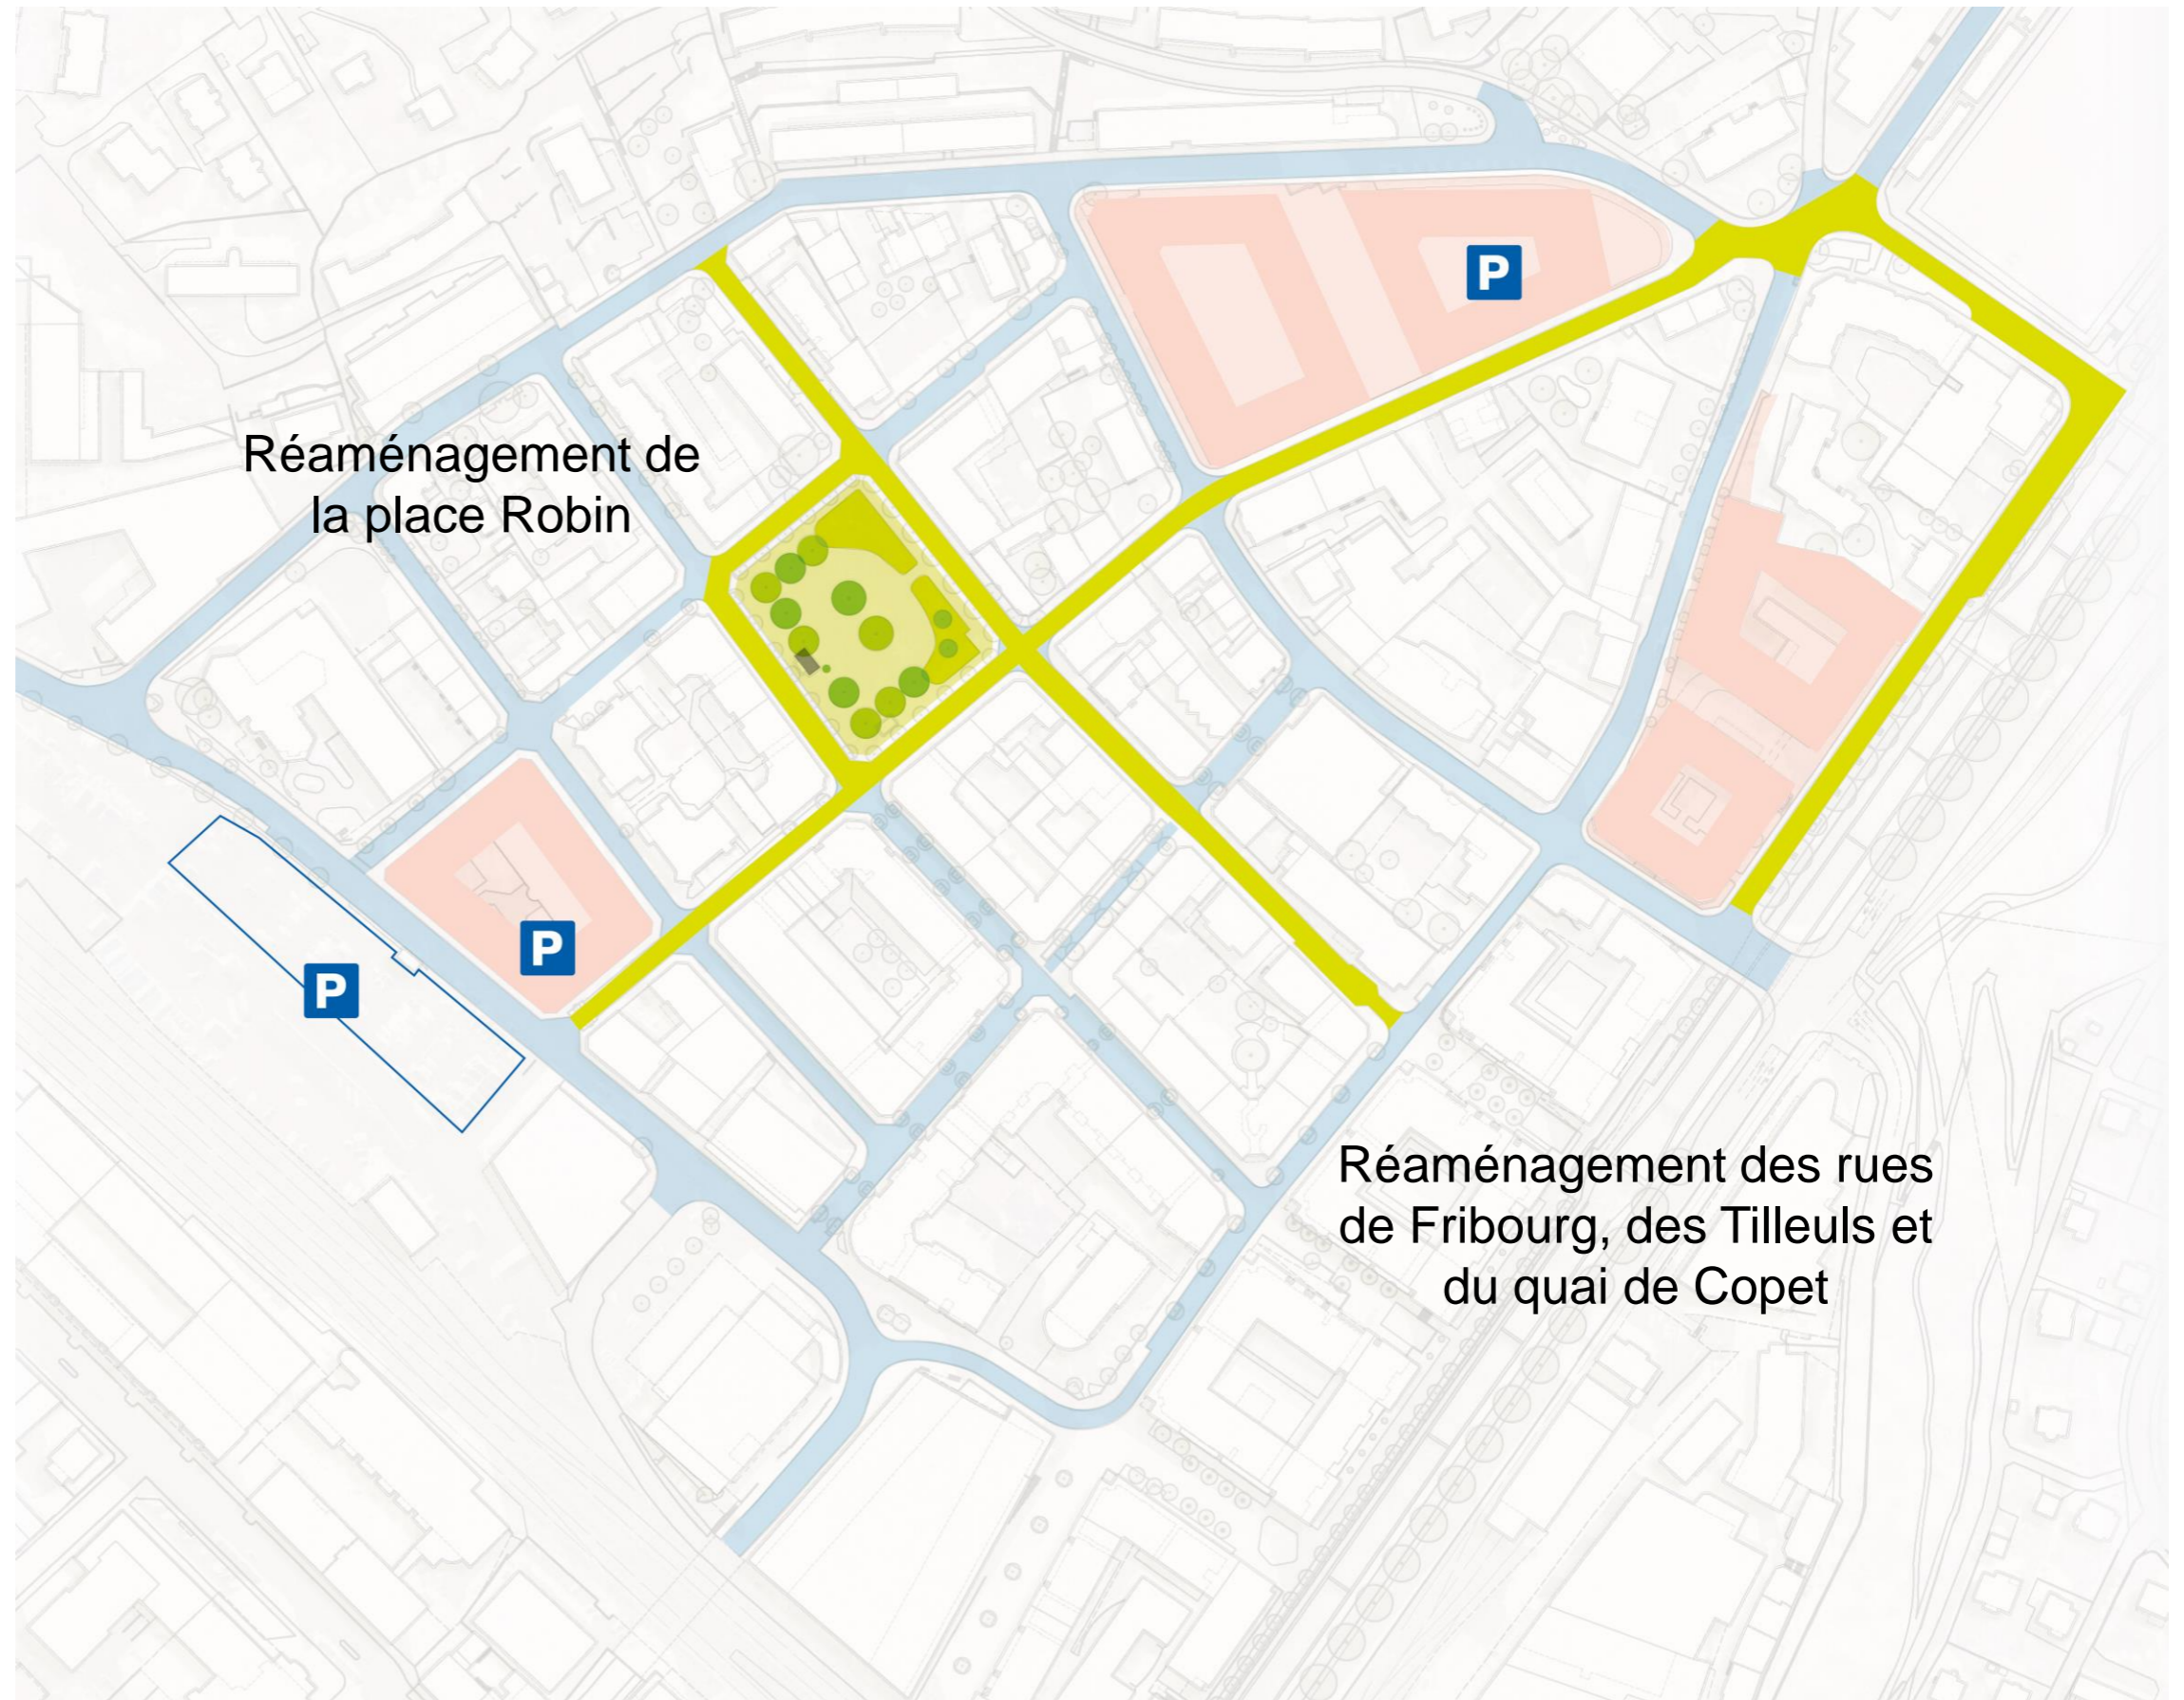 P
Réaménagement de
la place Robin
P
P
Réaménagement des rues
de Fribourg, des Tilleuls et
du quai de Copet